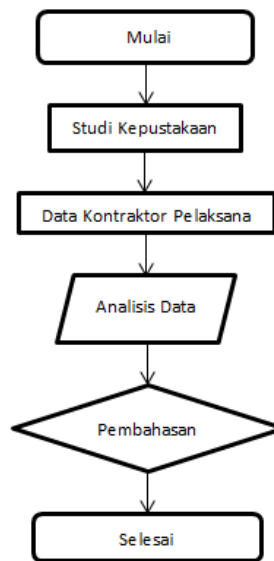 Mulai
Studi Kepustakaan
Data Kontraktor Pelaksana
Analisis Data
Pembahasan
Selesai